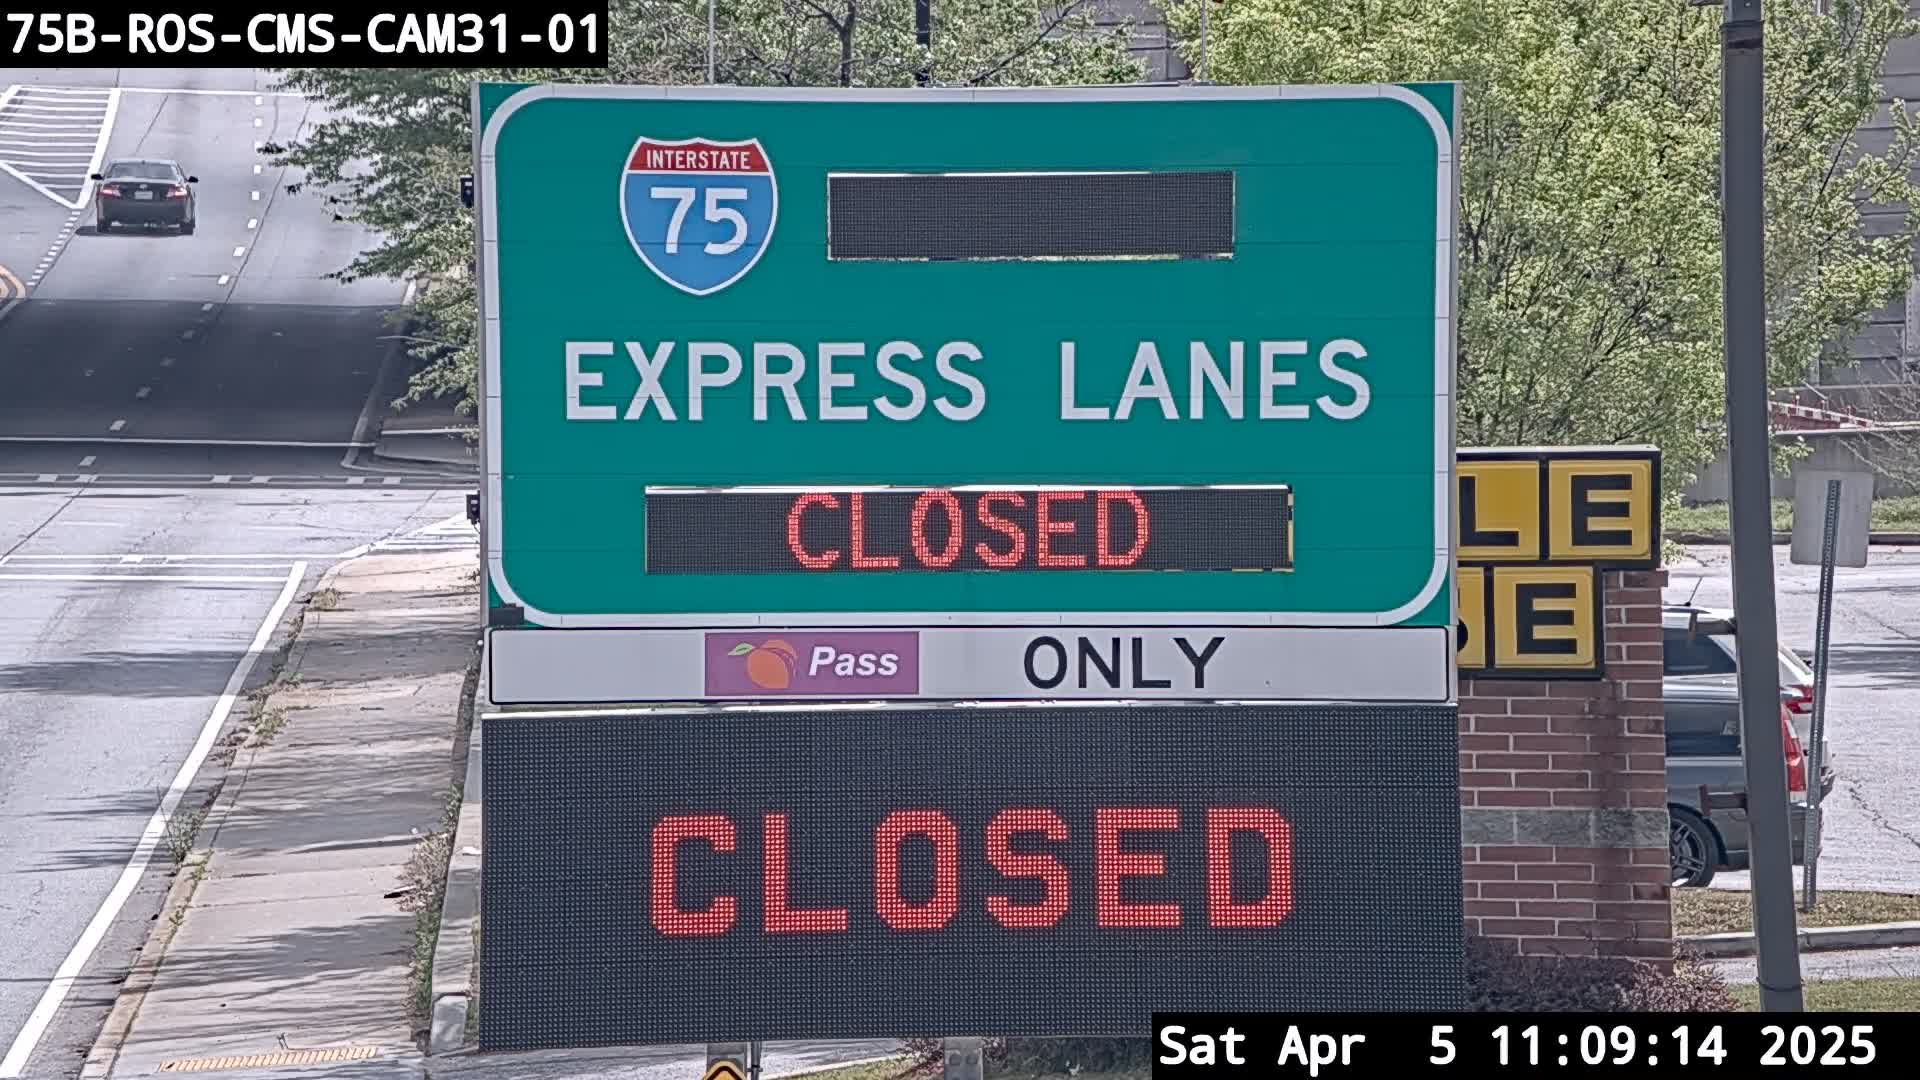 75B-ROS-CMS-CAM31-01
INTERSTATE
75
EXPRESS LANES
CLOSED
Pass ONLY
CLOSED
LE
E
Sat Apr 5 11:09:14 2025